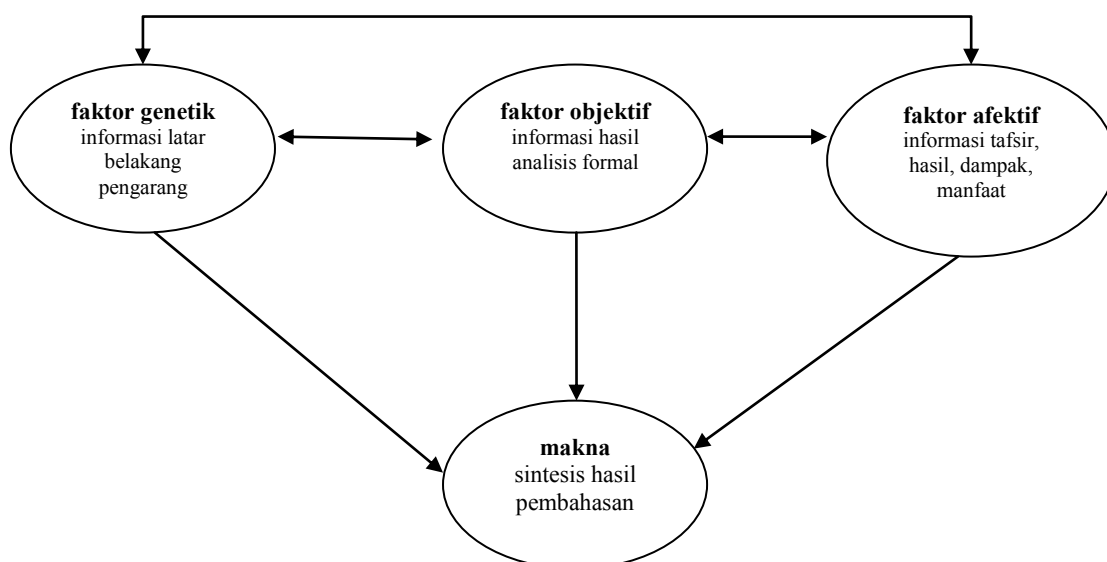 faktor genetik
informasi latar
belakang
pengarang
faktor objektif
informasi hasil
analisis formal
faktor afektif
informasi tafsir,
hasil, dampak,
manfaat
makna
sintesis hasil
pembahasan